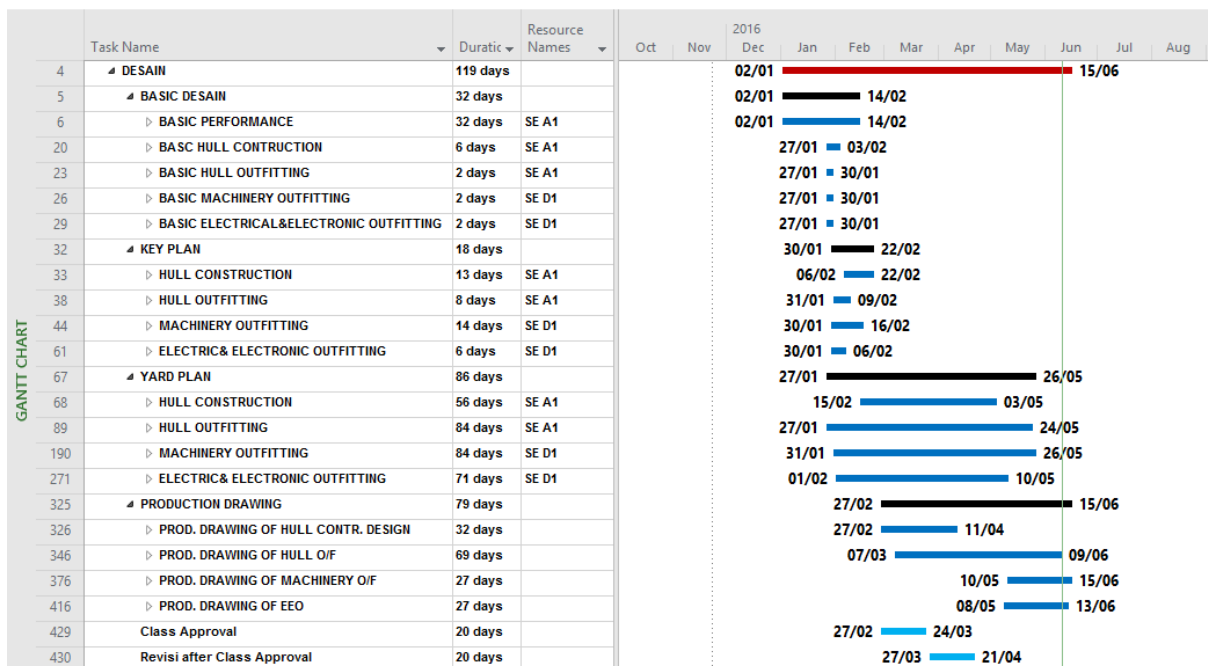 GANTT CHART
Task Name Duratic Resource Names 2016 Oct Nov Dec Jan Feb Mar Apr May Jun Jul Aug
4 DESAIN 119 days 02/01 15/06
5 BASIC DESAIN 32 days 02/01 14/02
6 BASIC PERFORMANCE 32 days SE A1 02/01 14/02
20 BASC HULL CONTRUCTION 6 days SE A1 27/01 03/02
23 BASIC HULL OUTFITTING 2 days SE A1 27/01 30/01
26 BASIC MACHINERY OUTFITTING 2 days SE D1 27/01 30/01
29 BASIC ELECTRICAL&ELECTRONIC OUTFITTING 2 days SE D1 27/01 30/01
32 KEY PLAN 18 days 30/01 22/02
33 HULL CONSTRUCTION 13 days SE A1 06/02 22/02
38 HULL OUTFITTING 8 days SE A1 31/01 09/02
44 MACHINERY OUTFITTING 14 days SE D1 30/01 16/02
61 ELECTRIC& ELECTRONIC OUTFITTING 6 days SE D1 30/01 06/02
67 YARD PLAN 86 days 27/01 26/05
68 HULL CONSTRUCTION 56 days SE A1 15/02 03/05
89 HULL OUTFITTING 84 days SE A1 27/01 24/05
190 MACHINERY OUTFITTING 84 days SE D1 31/01 26/05
271 ELECTRIC& ELECTRONIC OUTFITTING 71 days SE D1 01/02 10/05
325 PRODUCTION DRAWING 79 days 27/02 15/06
326 PROD. DRAWING OF HULL CONTR. DESIGN 32 days 27/02 11/04
346 PROD. DRAWING OF HULL O/F 69 days 07/03 09/06
376 PROD. DRAWING OF MACHINERY O/F 27 days 10/05 15/06
416 PROD. DRAWING OF EEO 27 days 08/05 13/06
429 Class Approval 20 days 27/02 24/03
430 Revisi after Class Approval 20 days 27/03 21/04